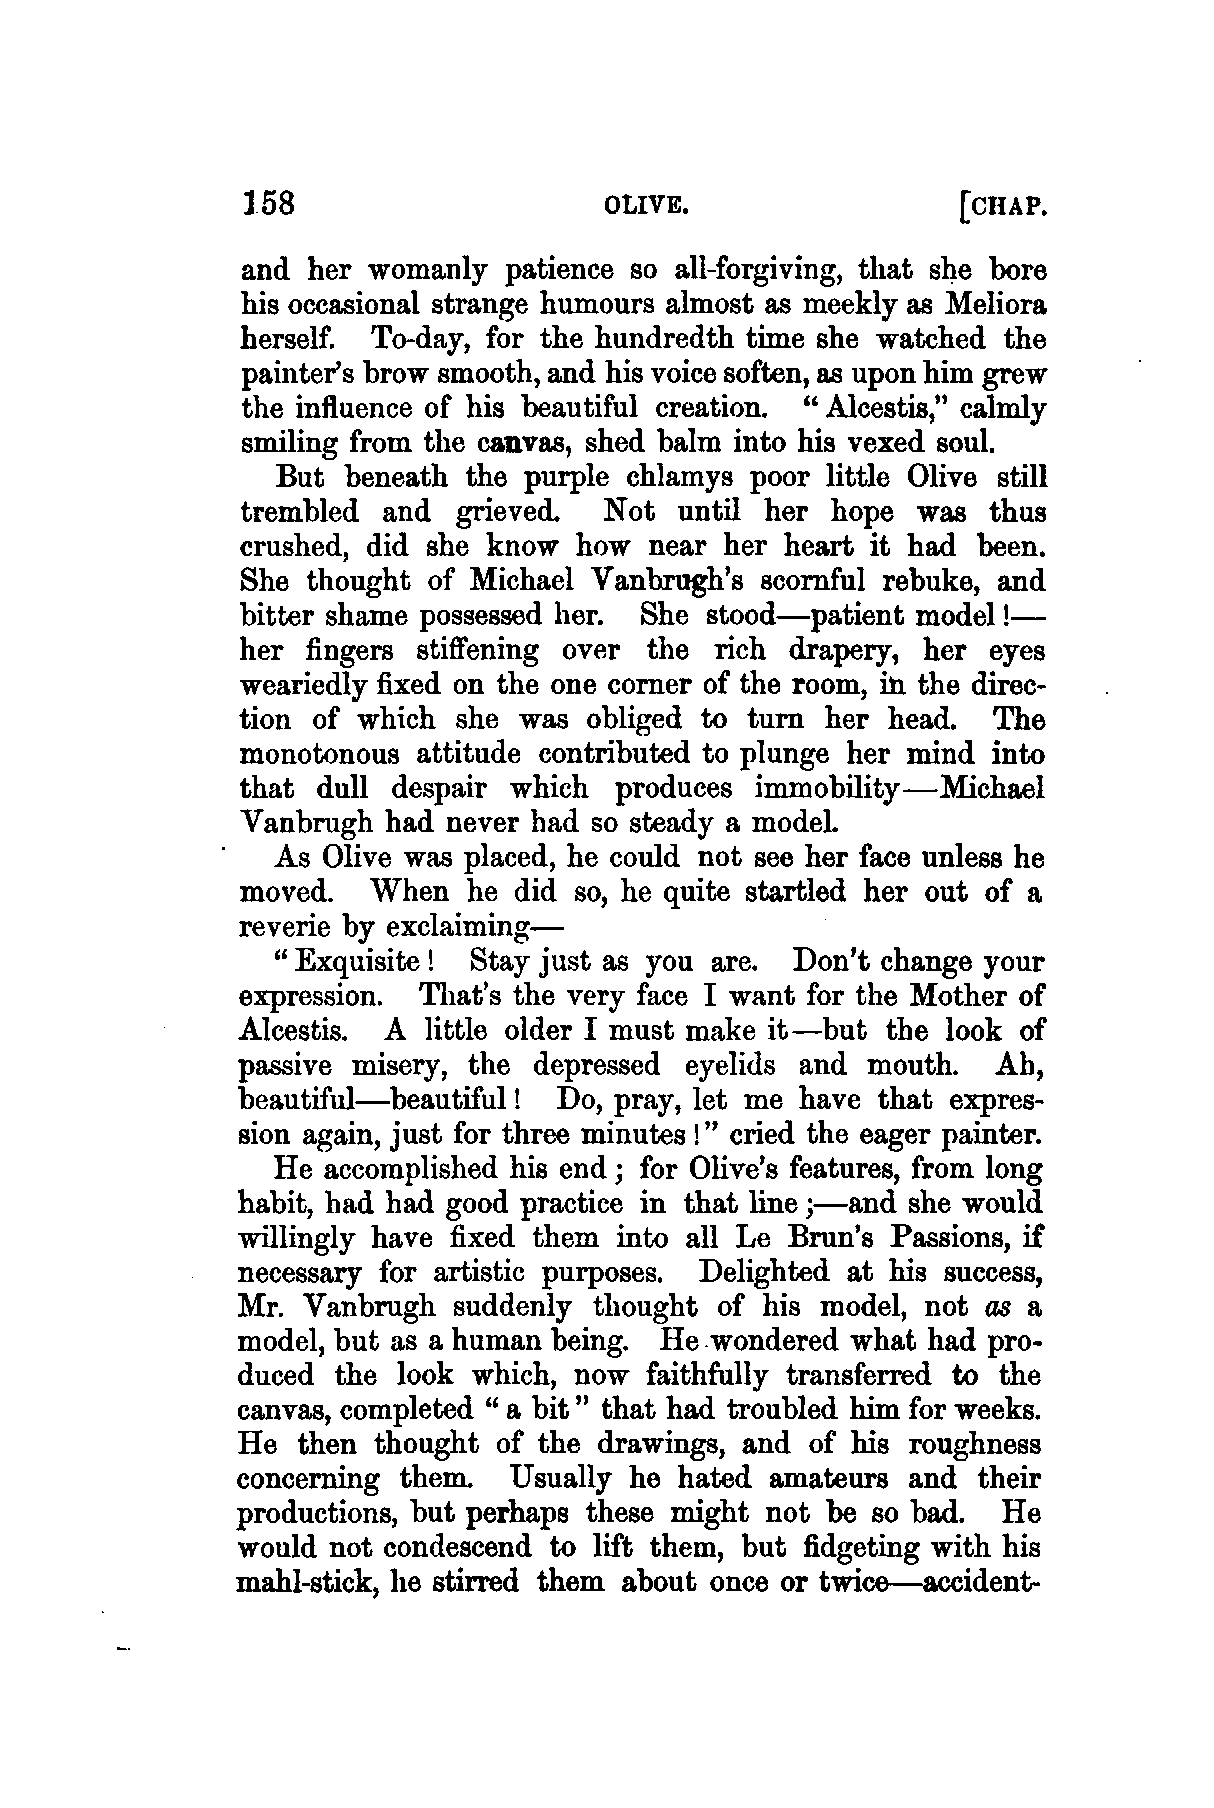 158 OLIVE. [CHAP.
and her womanly patience so all-forgiving, that she bore
his occasional strange humours almost as meekly as Meliora
herself. To-day, for the hundredth time she watched the
painter's brow smooth, and his voice soften, as upon him grew
the influence of his beautiful creation. “Alcestis,” calmly
smiling from the canvas, shed balm into his vexed soul.
But beneath the purple chlamys poor little Olive still
trembled and grieved. Not until her hope was thus
crushed, did she know how near her heart it had been.
She thought of Michael Vanbrugh's scornful rebuke, and
bitter shame possessed her. She stood—patient model!—
her fingers stiffening over the rich drapery, her eyes
weariedly fixed on the one corner of the room, in the direc-
tion of which she was obliged to turn her head. The
monotonous attitude contributed to plunge her mind into
that dull despair which produces immobility—Michael
Vanbrugh had never had so steady a model.
As Olive was placed, he could not see her face unless he
moved. When he did so, he quite startled her out of a
reverie by exclaiming—
“Exquisite! Stay just as you are. Don't change your
expression. That's the very face I want for the Mother of
Alcestis. A little older I must make it—but the look of
passive misery, the depressed eyelids and mouth. Ah,
beautiful—beautiful! Do, pray, let me have that expres-
sion again, just for three minutes!” cried the eager painter.
He accomplished his end; for Olive's features, from long
habit, had had good practice in that line;—and she would
willingly have fixed them into all Le Brun's Passions, if
necessary for artistic purposes. Delighted at his success,
Mr. Vanbrugh suddenly thought of his model, not as a
model, but as a human being. He wondered what had pro-
duced the look which, now faithfully transferred to the
canvas, completed “a bit” that had troubled him for weeks.
He then thought of the drawings, and of his roughness
concerning them. Usually he hated amateurs and their
productions, but perhaps these might not be so bad. He
would not condescend to lift them, but fidgeting with his
mahl-stick, he stirred them about once or twice—accident-